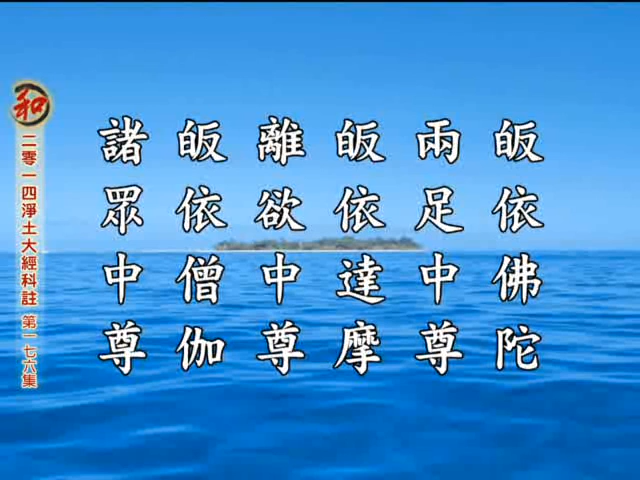 皈依佛陀
兩足中尊
皈依達摩
離欲中尊
皈依僧伽
諸眾中尊
和
二零一四淨土大經科註 第一七六集